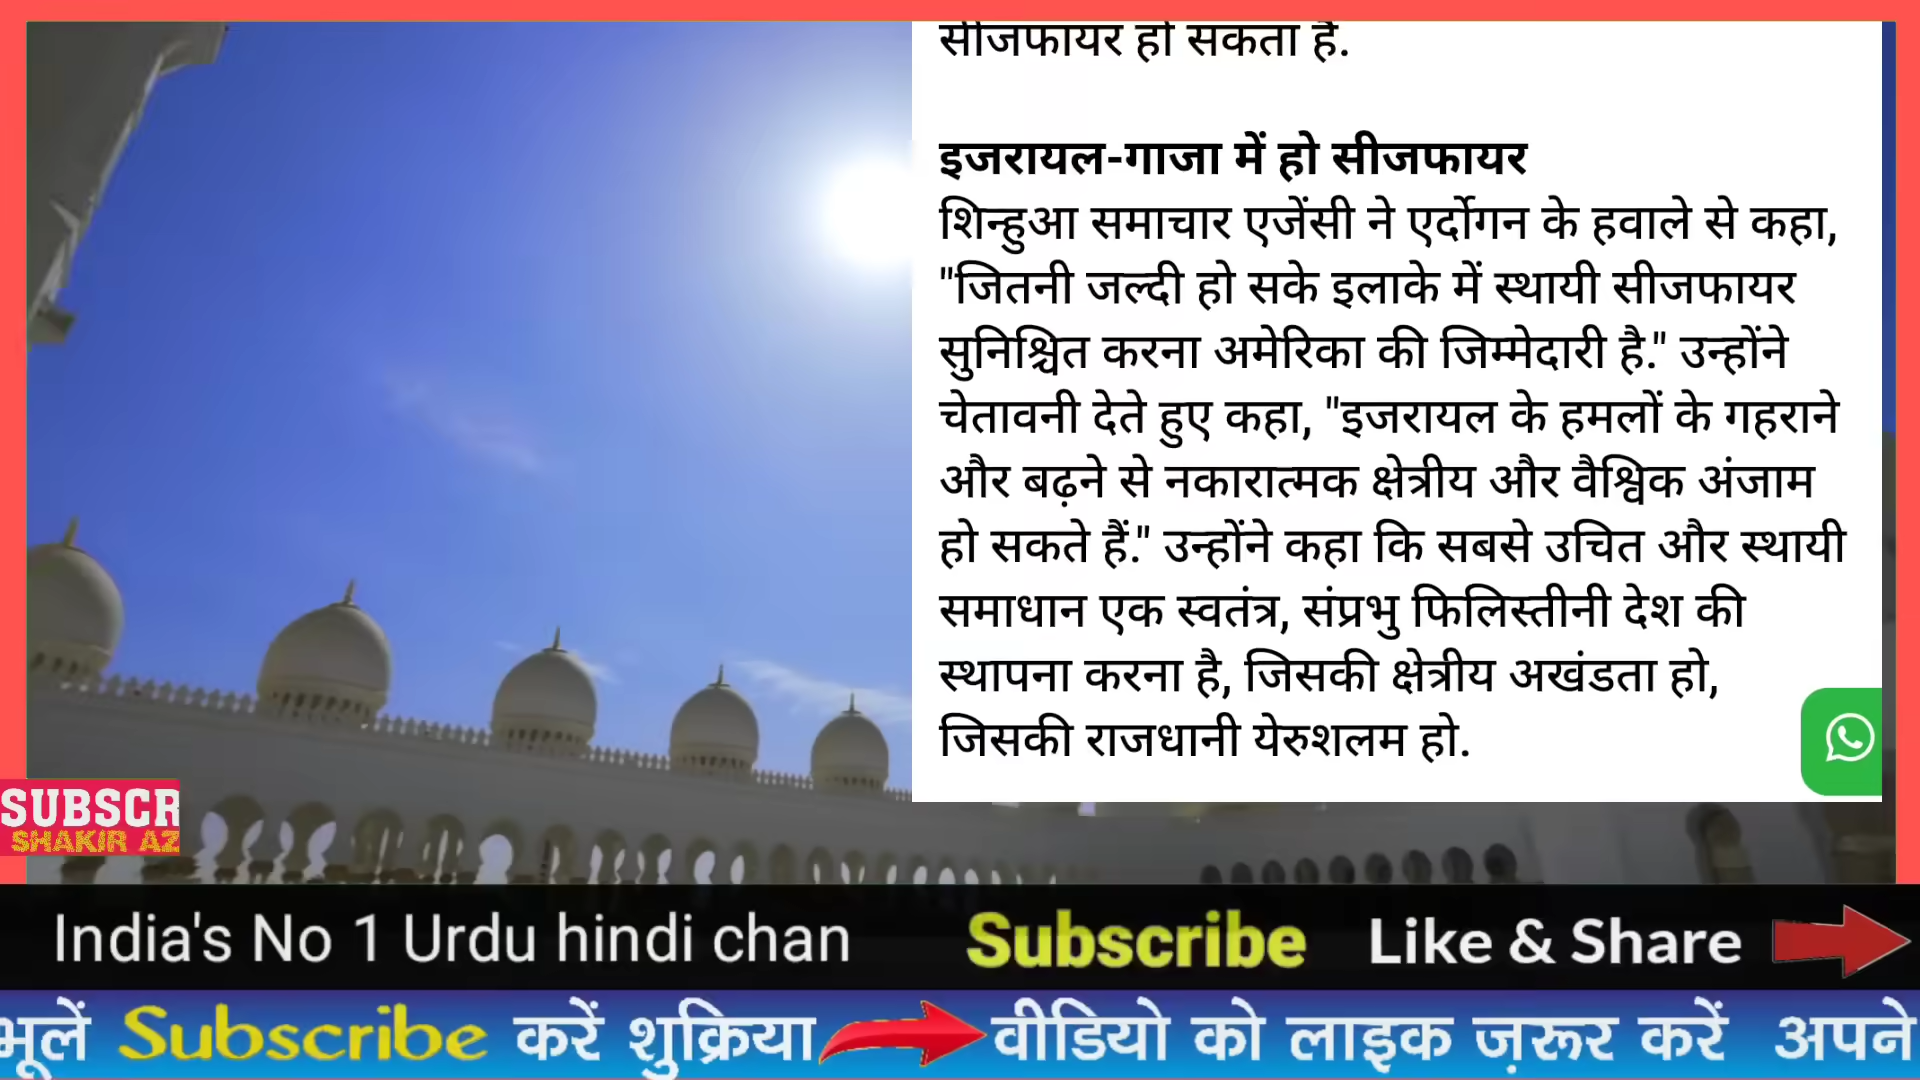 सीजफायर हो सकता है.
इजरायल-गाजा में हो सीजफायर
शिन्हुआ समाचार एजेंसी ने एर्दोगन के हवाले से कहा,
"जितनी जल्दी हो सके इलाके में स्थायी सीजफायर
सुनिश्चित करना अमेरिका की जिम्मेदारी है." उन्होंने
चेतावनी देते हुए कहा, "इजरायल के हमलों के गहराने
और बढ़ने से नकारात्मक क्षेत्रीय और वैश्विक अंजाम
हो सकते हैं." उन्होंने कहा कि सबसे उचित और स्थायी
समाधान एक स्वतंत्र, संप्रभु फिलिस्तीनी देश की
स्थापना करना है, जिसकी क्षेत्रीय अखंडता हो,
जिसकी राजधानी येरुशलम हो.
SUBSCR
SHAKIR AZ
India's No 1 Urdu hindi chan Subscribe Like & Share
भूलें Subscribe करें शुक्रिया वीडियो को लाइक ज़रूर करें अपने